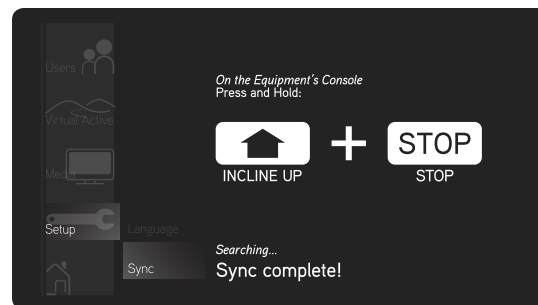 Users
Virtual Active
Media
Setup
Language
Sync
On the Equipment's Console
Press and Hold:
STOP
INCLINE UP
STOP
Searching...
Sync complete!